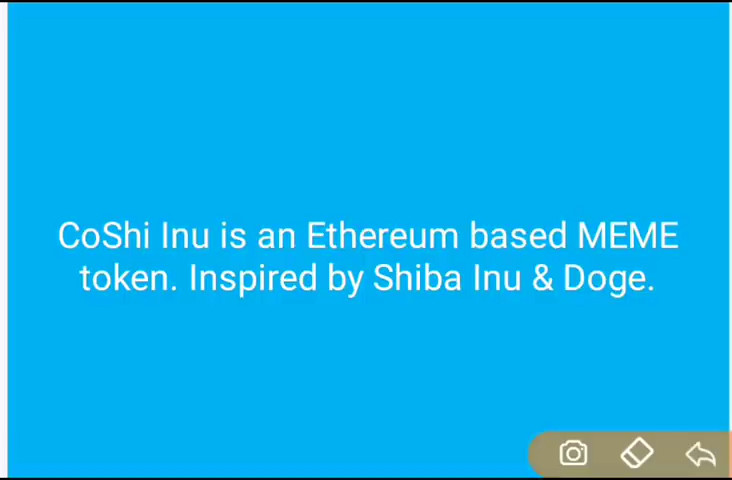 CoShi Inu is an Ethereum based MEME
token. Inspired by Shiba Inu & Doge.